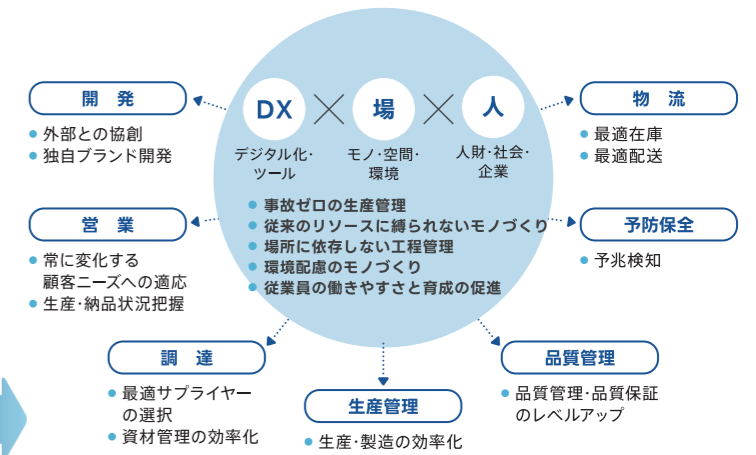 DX
場
人
デジタル化・
ツール
モノ・空間・
環境
人財・社会・
企業
● 事故ゼロの生産管理
● 従来のリソースに縛られないモノづくり
● 場所に依存しない工程管理
● 環境配慮のモノづくり
● 従業員の働きやすさと育成の促進
開 発
● 外部との協創
● 独自ブランド開発
営 業
● 常に変化する
顧客ニーズへの適応
● 生産・納品状況把握
調 達
● 最適サプライヤー
の選択
● 資材管理の効率化
生産管理
● 生産・製造の効率化
品質管理
● 品質管理・品質保証
のレベルアップ
予防保全
● 予兆検知
物 流
● 最適在庫
● 最適配送